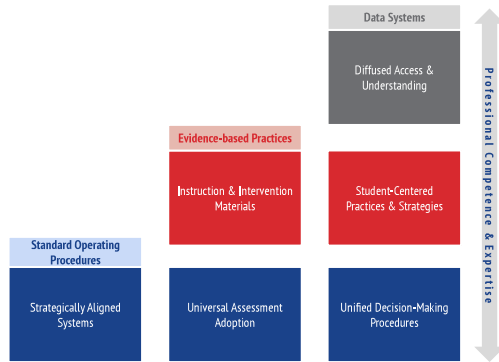 Data Systems
Diffused Access &
Understanding
Evidence-based Practices
Instruction & Intervention
Materials
Student-Centered
Practices & Strategies
Standard Operating
Procedures
Strategically Aligned
Systems
Universal Assessment
Adoption
Unified Decision-Making
Procedures
Professional Competence & Expertise